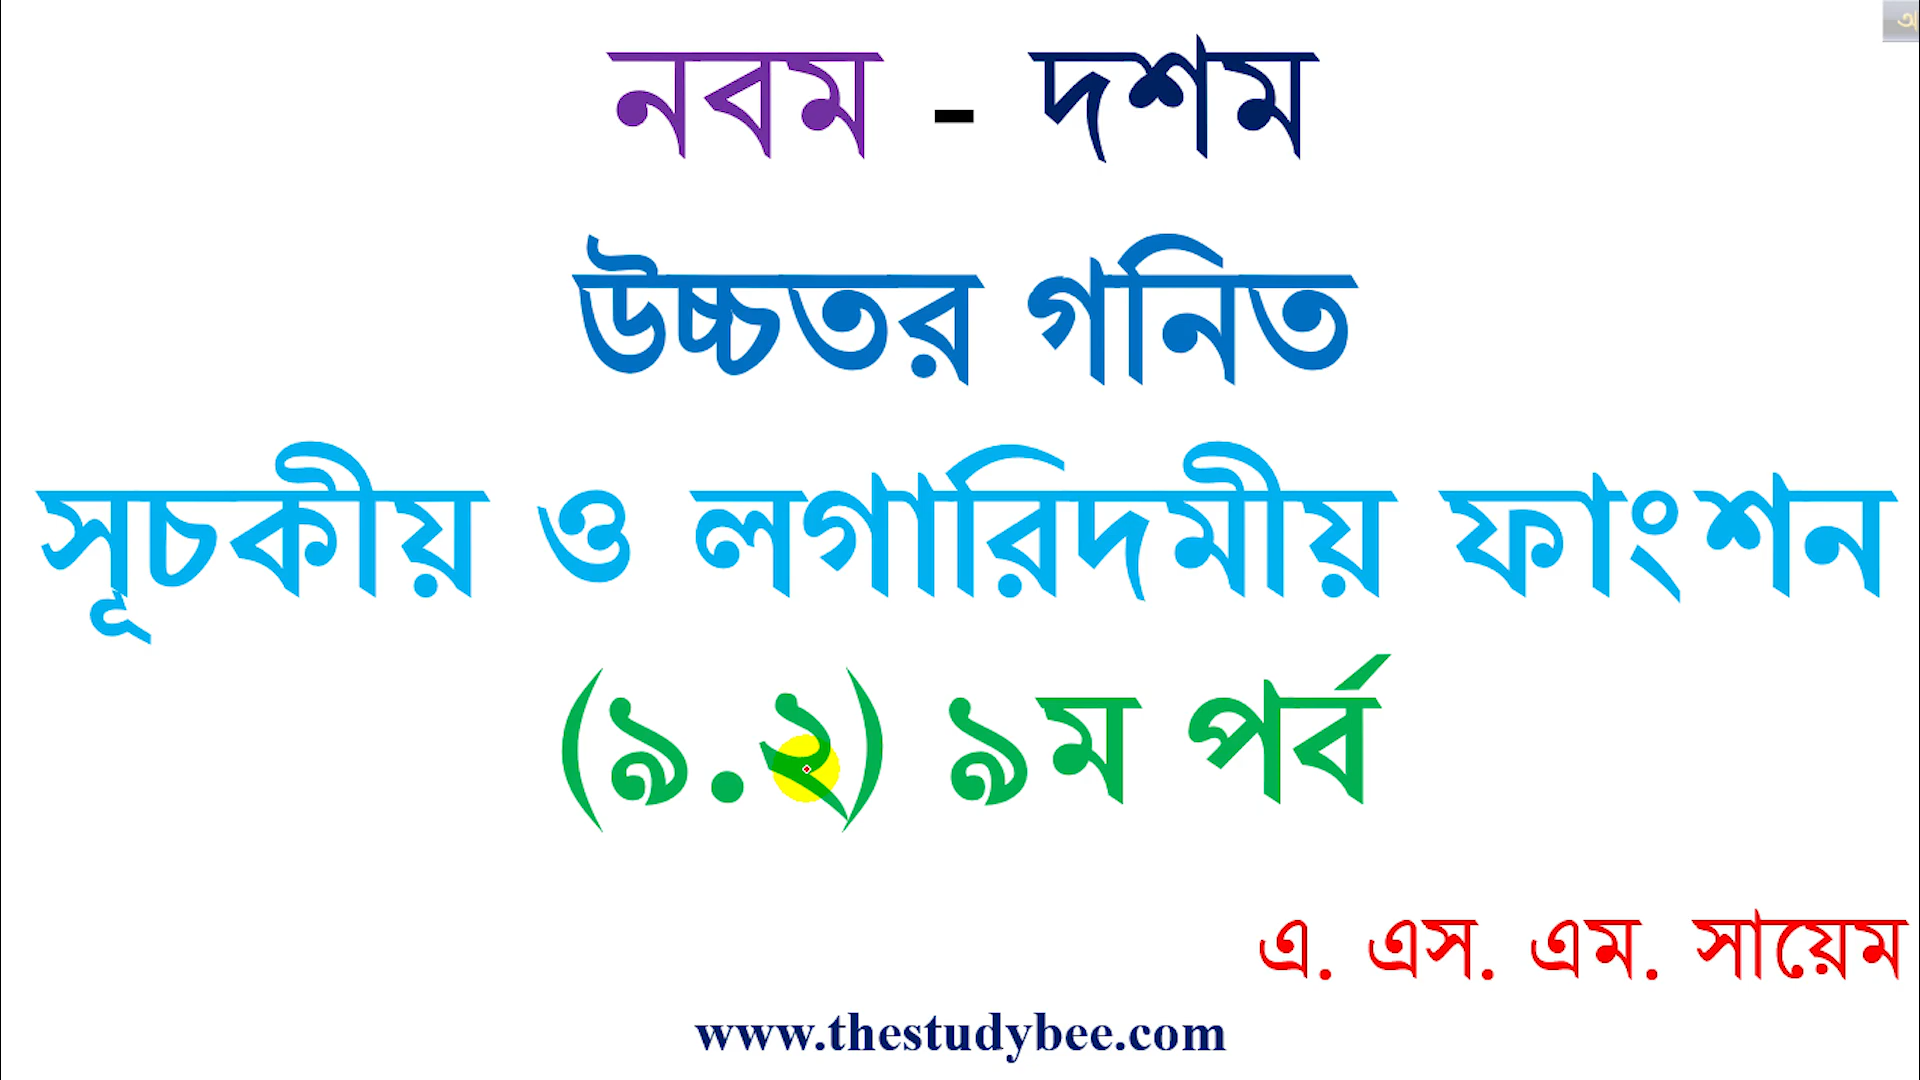 নবম - দশম
উচ্চতর গনিত
সূচকীয় ও লগারিদমীয় ফাংশন
(৯.২) ৯ম পর্ব
এ. এস. এম. সায়েম
www.thestudybee.com